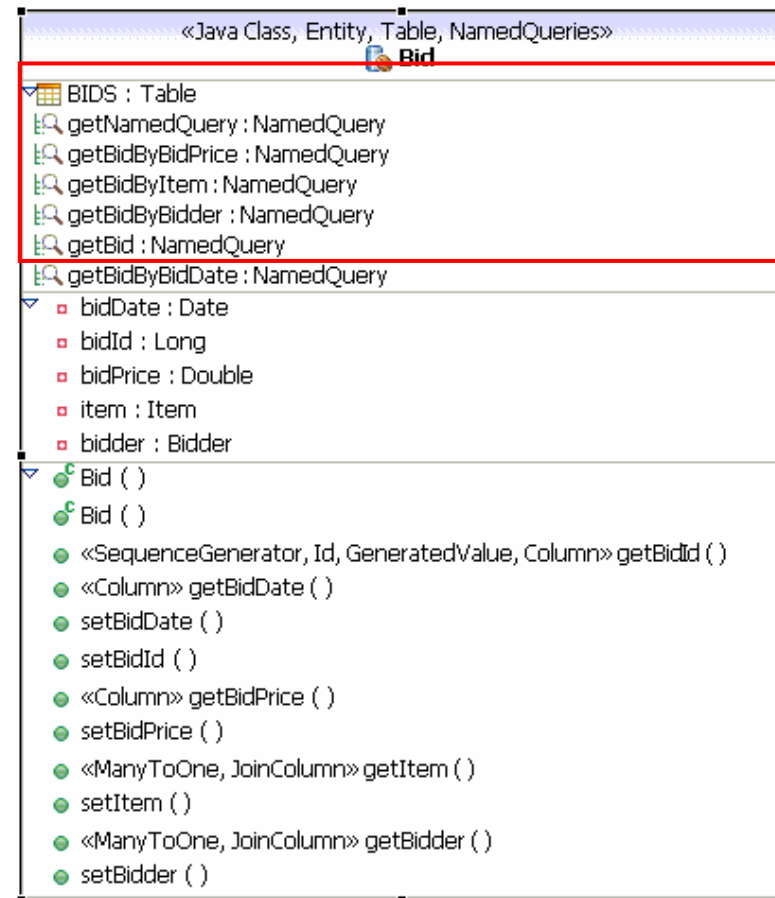 «Java Class, Entity, Table, NamedQueries»
Bid
BIDS : Table
getNamedQuery : NamedQuery
getBidByBidPrice : NamedQuery
getBidByItem : NamedQuery
getBidByBidder : NamedQuery
getBid : NamedQuery
getBidByBidDate : NamedQuery
bidDate : Date
bidId : Long
bidPrice : Double
item : Item
bidder : Bidder
C Bid ( )
C Bid ( )
«SequenceGenerator, Id, GeneratedValue, Column» getBidId ( )
«Column» getBidDate ( )
setBidDate ( )
setBidId ( )
«Column» getBidPrice ( )
setBidPrice ( )
«ManyToOne, JoinColumn» getItem ( )
setItem ( )
«ManyToOne, JoinColumn» getBidder ( )
setBidder ( )